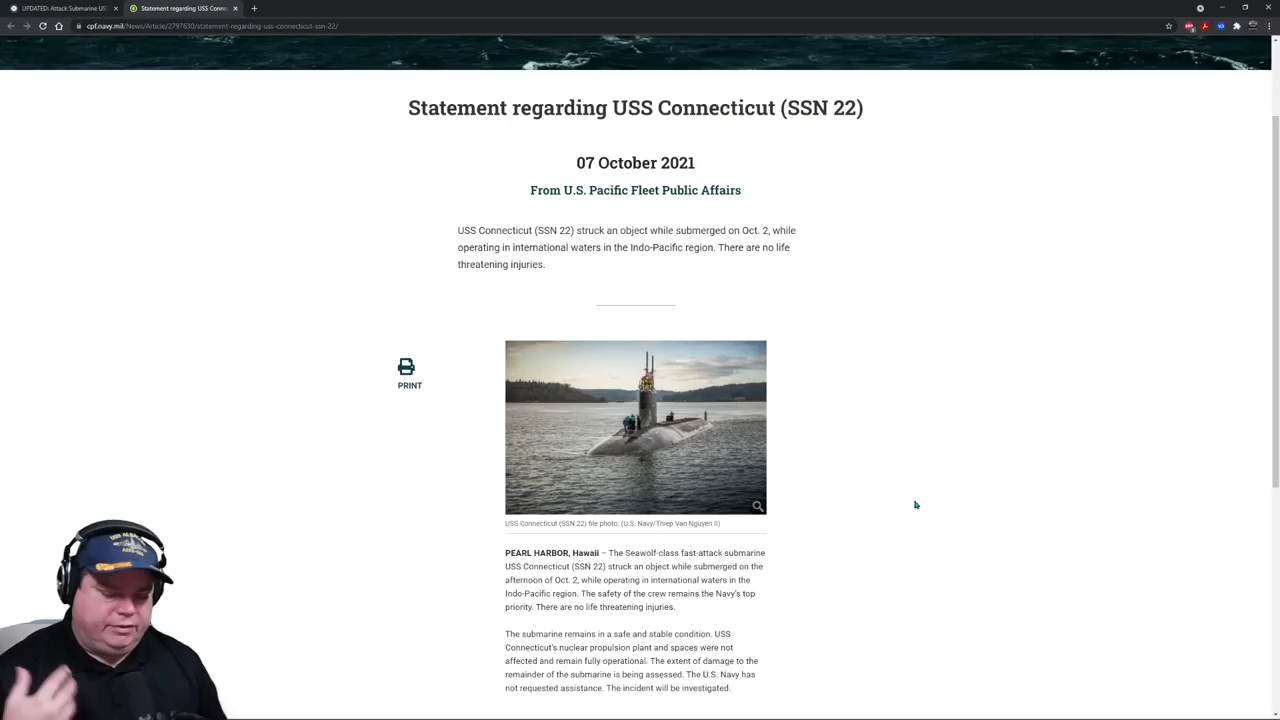 UPDATED: Attack Submarine US
Statement regarding USS Conne
cpf.navy.mil/News/Article/2797630/statement-regarding-uss-connecticut-ssn-22/
Statement regarding USS Connecticut (SSN 22)
07 October 2021
From U.S. Pacific Fleet Public Affairs
USS Connecticut (SSN 22) struck an object while submerged on Oct. 2, while
operating in international waters in the Indo-Pacific region. There are no life
threatening injuries.
PRINT
USS Connecticut (SSN 22) file photo. (U.S. Navy/Thiep Van Nguyen II)
PEARL HARBOR, Hawaii – The Seawolf-class fast-attack submarine
USS Connecticut (SSN 22) struck an object while submerged on the
afternoon of Oct. 2, while operating in international waters in the
Indo-Pacific region. The safety of the crew remains the Navy's top
priority. There are no life threatening injuries.
The submarine remains in a safe and stable condition. USS
Connecticut's nuclear propulsion plant and spaces were not
affected and remain fully operational. The extent of damage to the
remainder of the submarine is being assessed. The U.S. Navy has
not requested assistance. The incident will be investigated.